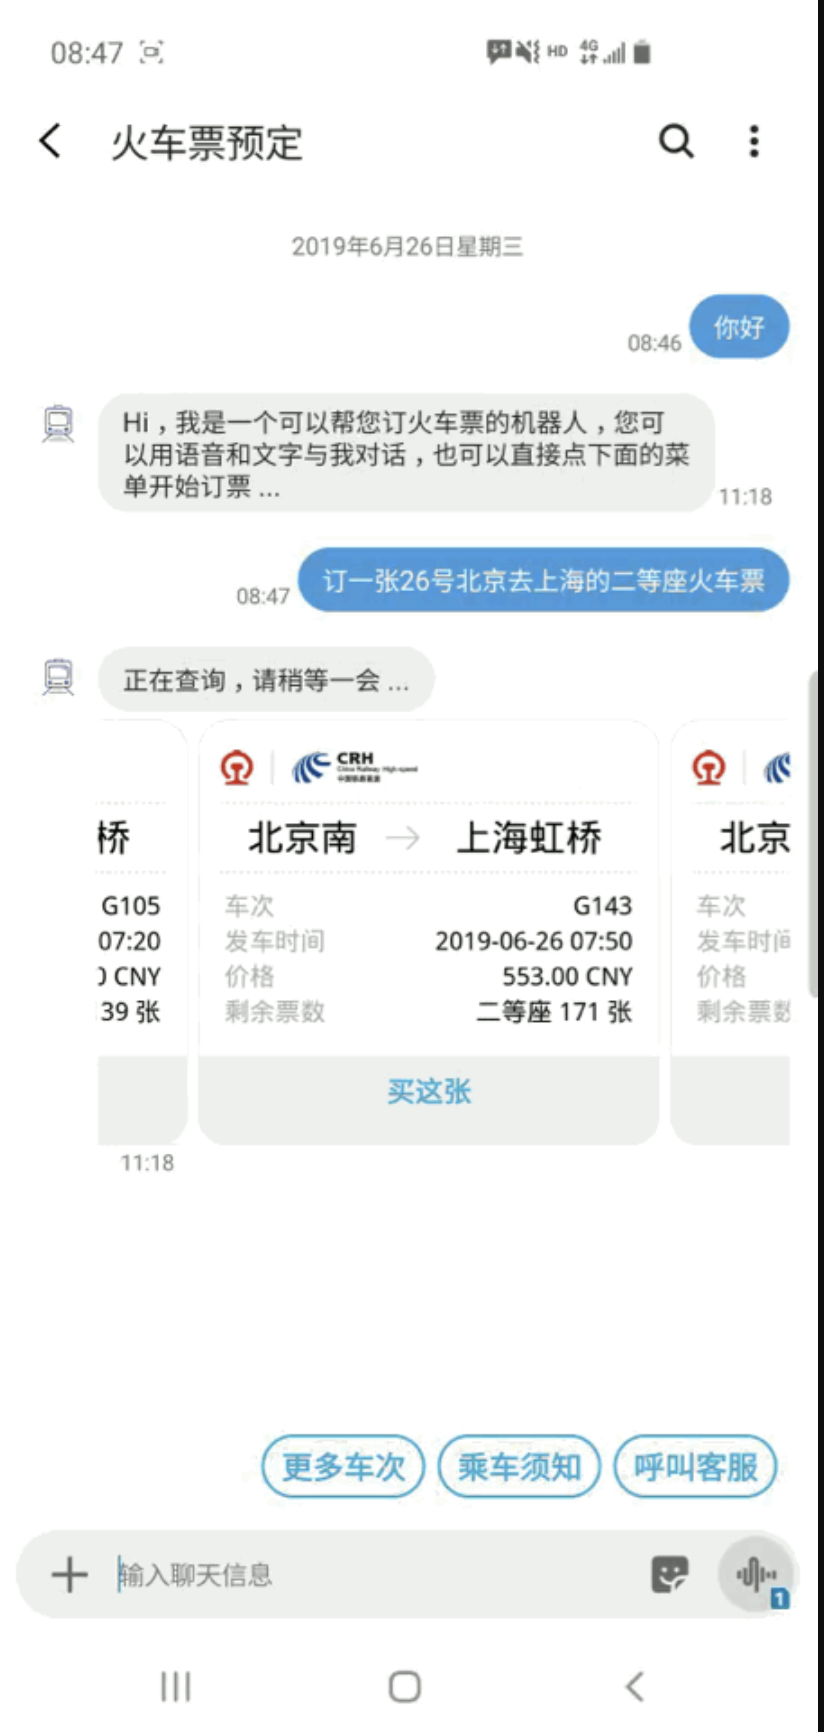 08:47
HD 4G
火车票预定
2019年6月26日星期三
你好
08:46
Hi，我是一个可以帮您订火车票的机器人，您可
以用语音和文字与我对话，也可以直接点下面的菜
单开始订票 ...
11:18
订一张26号北京去上海的二等座火车票
08:47
正在查询，请稍等一会 ...
桥
G105
07:20
0 CNY
39 张
CRH
China Railway High-speed
北京南 → 上海虹桥
车次 G143
发车时间 2019-06-26 07:50
价格 553.00 CNY
剩余票数 二等座 171 张
买这张
北京
车次
发车时间
价格
剩余票数
11:18
更多车次 乘车须知 呼叫客服
输入聊天信息
1